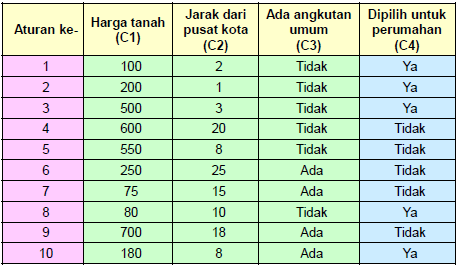 Aturan ke- Harga tanah (C1) Jarak dari pusat kota (C2) Ada angkutan umum (C3) Dipilih untuk perumahan (C4)
1 100 2 Tidak Ya
2 200 1 Tidak Ya
3 500 3 Tidak Ya
4 600 20 Tidak Tidak
5 550 8 Tidak Tidak
6 250 25 Ada Tidak
7 75 15 Ada Tidak
8 80 10 Tidak Ya
9 700 18 Ada Tidak
10 180 8 Ada Ya